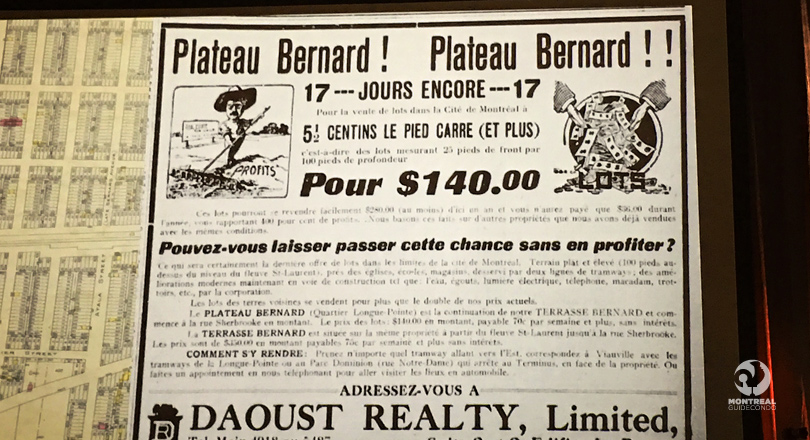 Plateau Bernard ! Plateau Bernard ! !
17 --- JOURS ENCORE --- 17
Pour la vente de lots dans la Cité de Montréal à
5½ CENTINS LE PIED CARRE (ET PLUS)
c'est-à-dire des lots mesurant 25 pieds de front par
100 pieds de profondeur
Pour $140.00
PROFITS
LOTS
Ces lots pourront se revendre facilement $280.00 (au moins) d'ici un an et vous n'aurez payé que $36.00 durant
l'année, vous rapportant 400 pour cent de profits. Nous basons ces faits sur d'autres propriétés que nous avons déjà vendues
avec les mêmes conditions.
Pouvez-vous laisser passer cette chance sans en profiter ?
Ce qui sera certainement la dernière offre de lots dans les limites de la cité de Montréal. Terrain plat et élevé (100 pieds au-
dessus du niveau du fleuve St-Laurent), près des églises, écoles, magasins, desservi par deux lignes de tramways; des amé-
liorations modernes maintenant en voie de construction tel que: l'eau, égouts, lumière électrique, téléphone, macadam, trot-
toirs, etc., par la corporation.
Les lots des terres voisines se vendent pour plus que le double de nos prix actuels.
Le PLATEAU BERNARD (Quartier Longue-Pointe) est la continuation de notre TERRASSE BERNARD et com-
mence à la rue Sherbrooke en montant. Le prix des lots: $140.00 en montant, payables 70c par semaine et plus, sans intérêts.
La TERRASSE BERNARD est située sur la même propriété à partir du fleuve St-Laurent jusqu'à la rue Sherbrooke.
Les prix sont de $350.00 en montant payables 75c par semaine et plus sans intérêts.
COMMENT S'Y RENDRE: Prenez n'importe quel tramway allant vers l'Est, correspondez à Viauville avec les
tramways de la Longue-Pointe ou au Parc Dominion (rue Notre-Dame) qui arrête au Terminus, en face de la propriété. Ou
faites un appointement en nous téléphonant pour aller visiter les lieux en automobile.
ADRESSEZ-VOUS A
DAOUST REALTY, Limited,
MONTREAL
GUIDECONDO